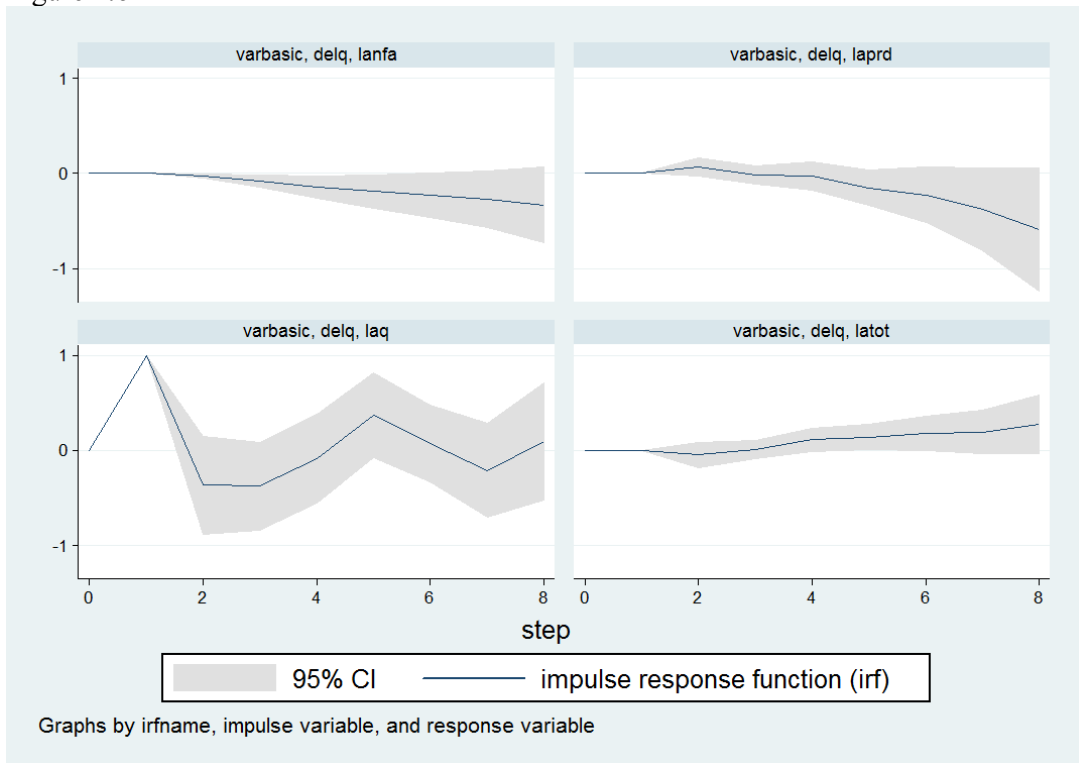 varbasic, delq, lanfa
varbasic, delq, laprd
1
0
-1
varbasic, delq, laq
varbasic, delq, latot
1
0
-1
0 2 4 6 8 0 2 4 6 8
step
95% CI impulse response function (irf)
Graphs by irfname, impulse variable, and response variable